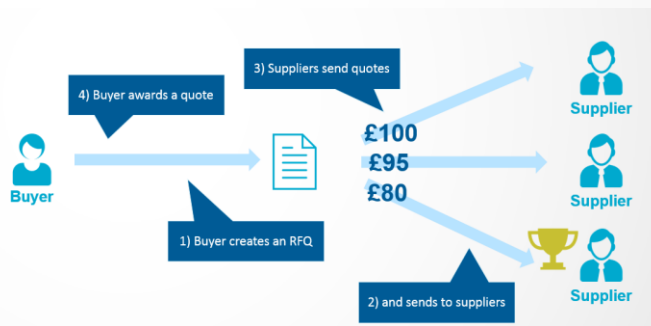 3) Suppliers send quotes
4) Buyer awards a quote
Supplier
£100
£95
£80
Buyer
Supplier
1) Buyer creates an RFQ
2) and sends to suppliers
Supplier